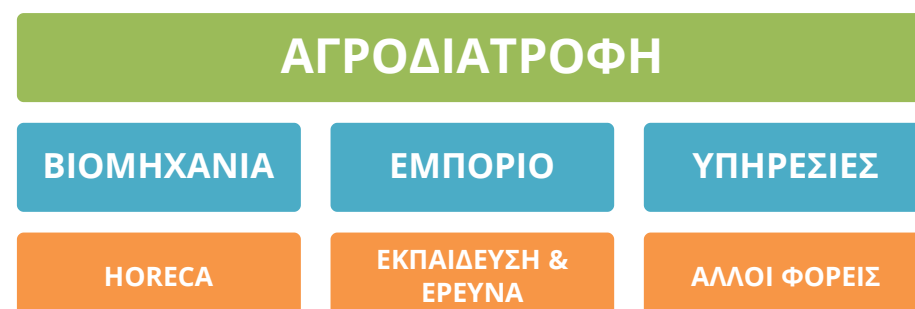 ΑΓΡΟΔΙΑΤΡΟΦΗ
ΒΙΟΜΗΧΑΝΙΑ
ΕΜΠΟΡΙΟ
ΥΠΗΡΕΣΙΕΣ
HORECA
ΕΚΠΑΙΔΕΥΣΗ &
ΕΡΕΥΝΑ
ΑΛΛΟΙ ΦΟΡΕΙΣ